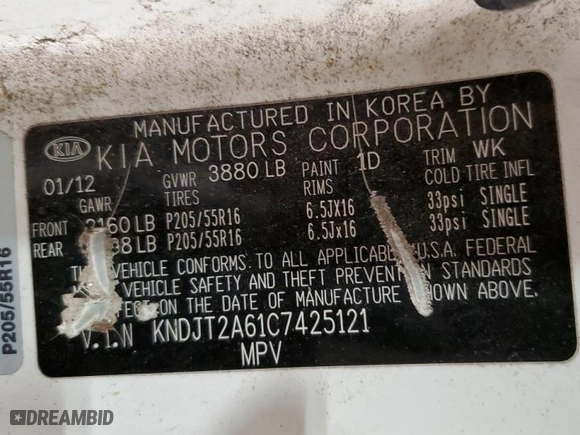 MANUFACTURED IN KOREA BY
KIA KIA MOTORS CORPORATION
01/12 GVWR 3880 LB PAINT 1D TRIM WK
GAWR TIRES RIMS COLD TIRE INFL
FRONT LB P205/55R16 6.5JX16 33psi SINGLE
REAR LB P205/55R16 6.5Jx16 33psi SINGLE
VEHICLE CONFORMS TO ALL APPLICABLE U.S.A. FEDERAL
VEHICLE SAFETY AND THEFT PREVENTION STANDARDS
ON THE DATE OF MANUFACTURE SHOWN ABOVE.
V.I.N KNDJT2A61C7425121
MPV
P205/55R16
DREAMBID